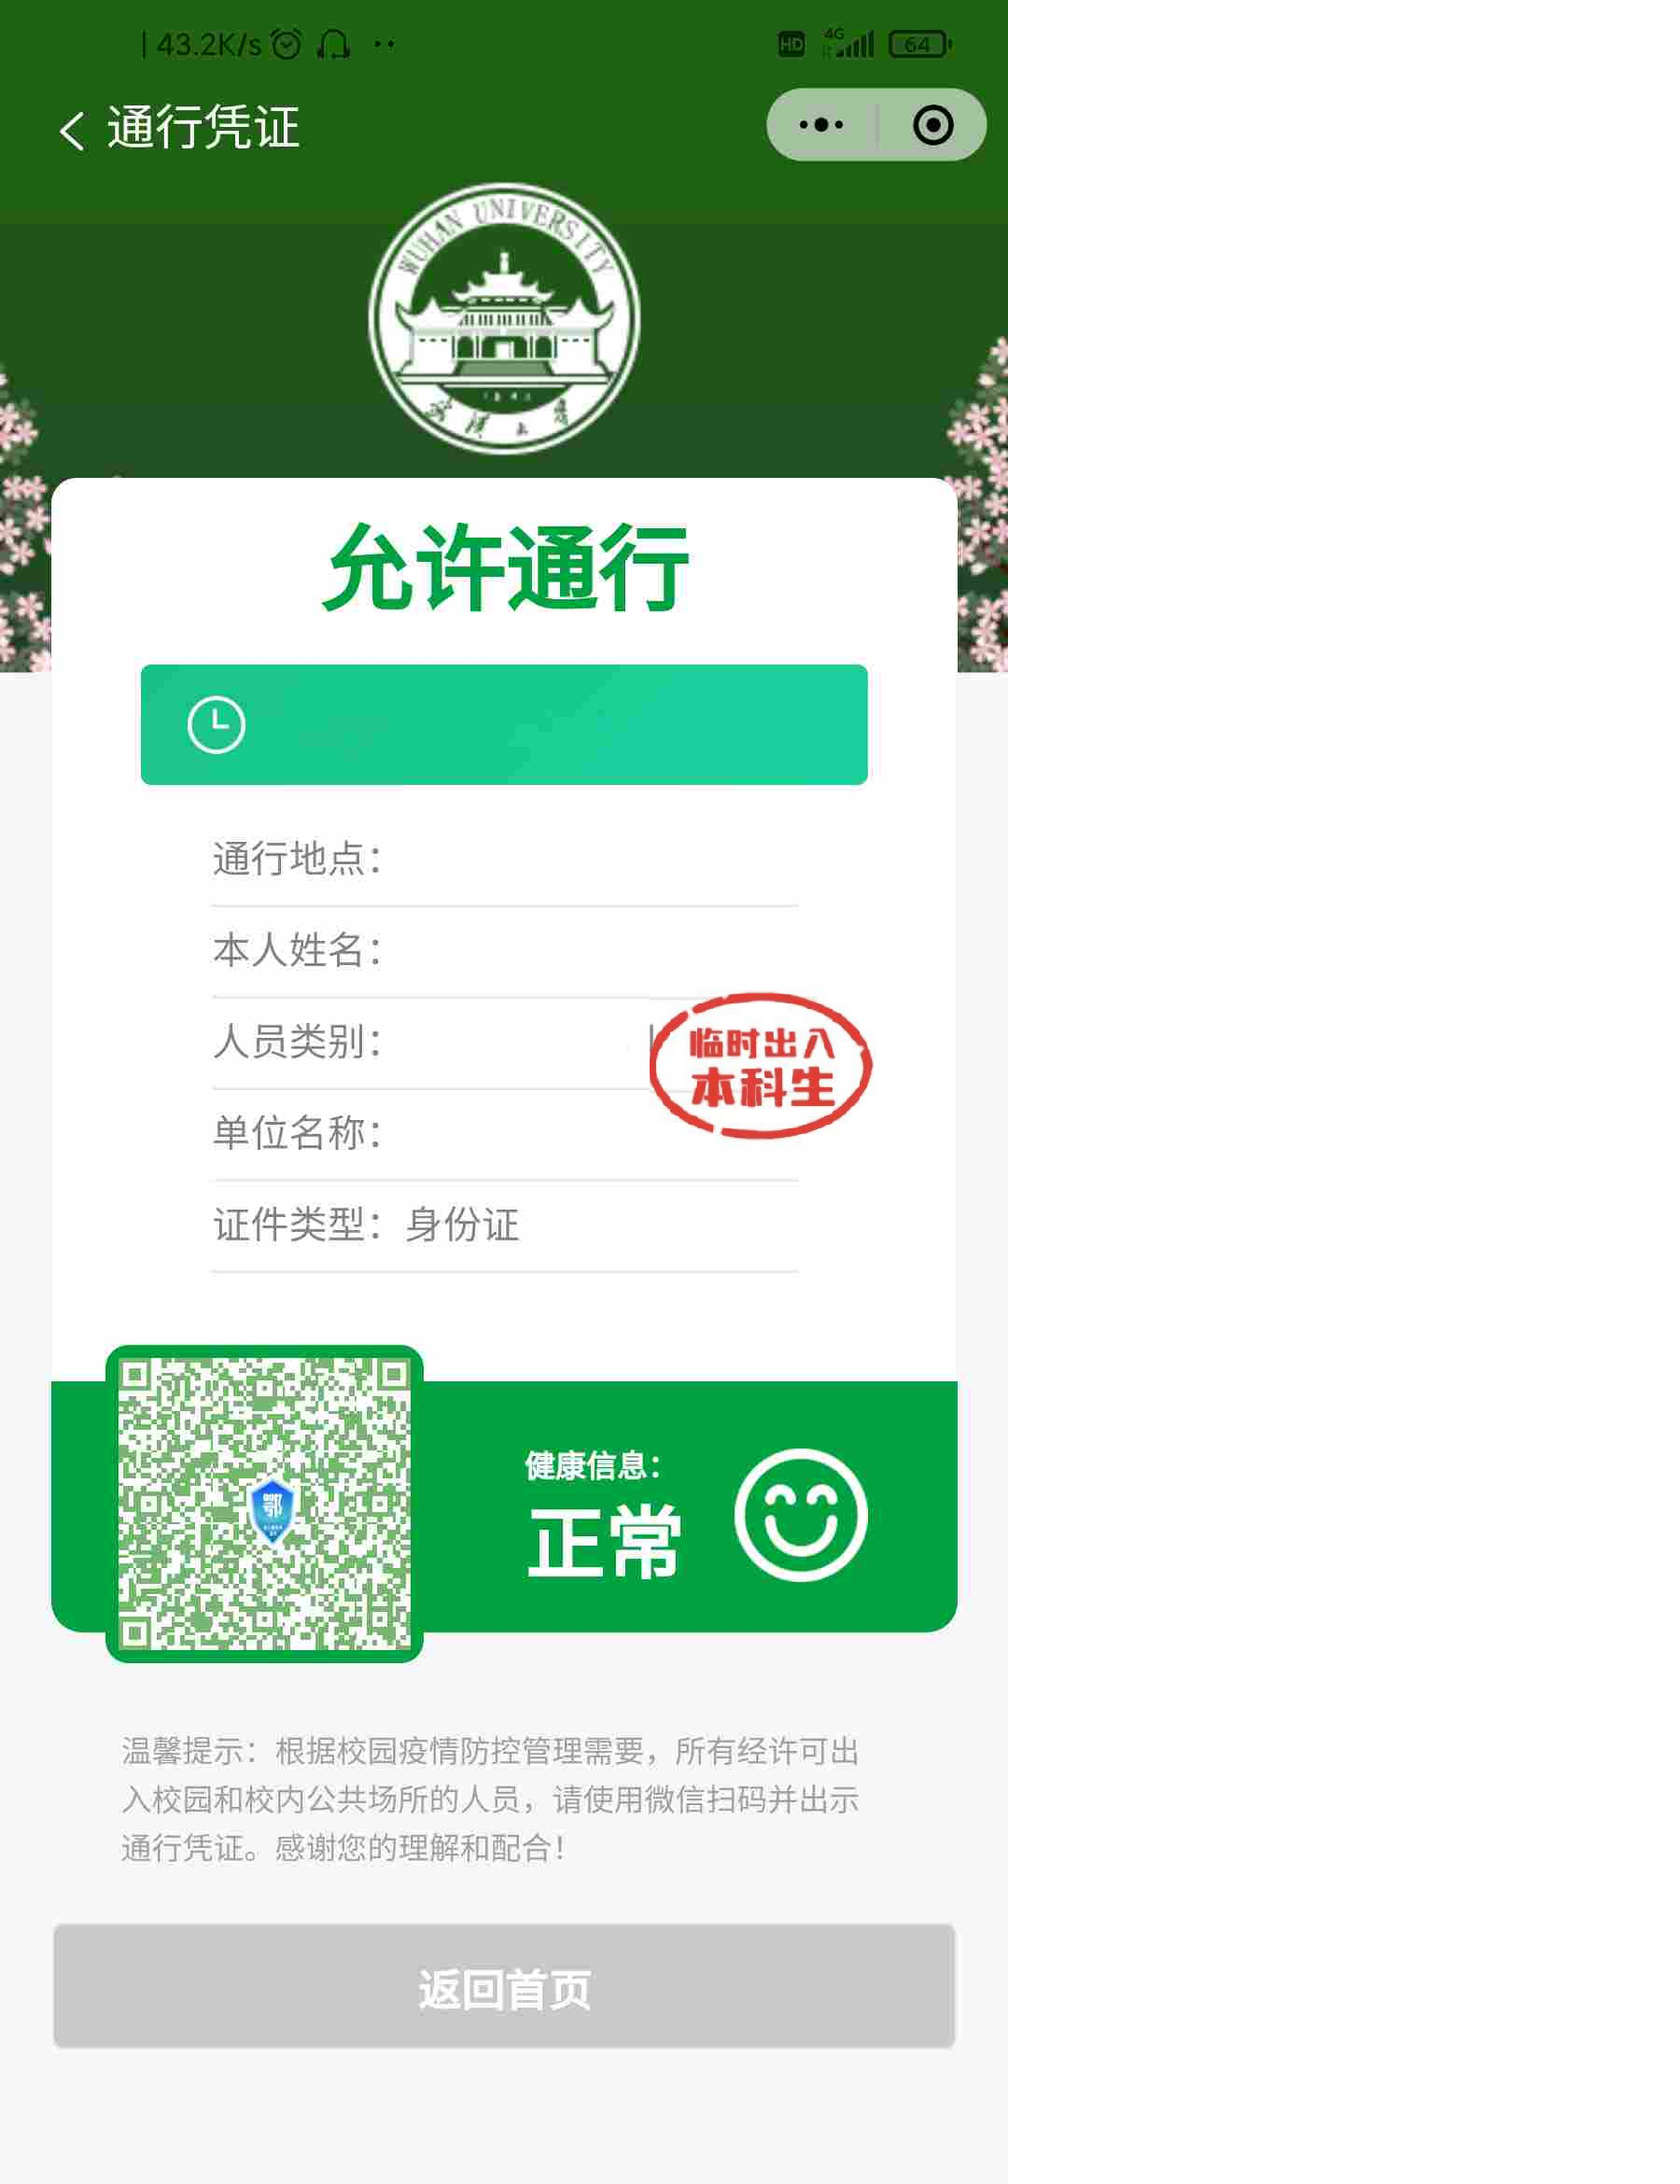 43.2K/s
HD 4G 64
通行凭证
WUHAN UNIVERSITY
武汉大学
允许通行
通行地点：
本人姓名：
人员类别：
临时出入
本科生
单位名称：
证件类型：身份证
鄂
健康信息：
正常
温馨提示：根据校园疫情防控管理需要，所有经许可出
入校园和校内公共场所的人员，请使用微信扫码并出示
通行凭证。感谢您的理解和配合！
返回首页